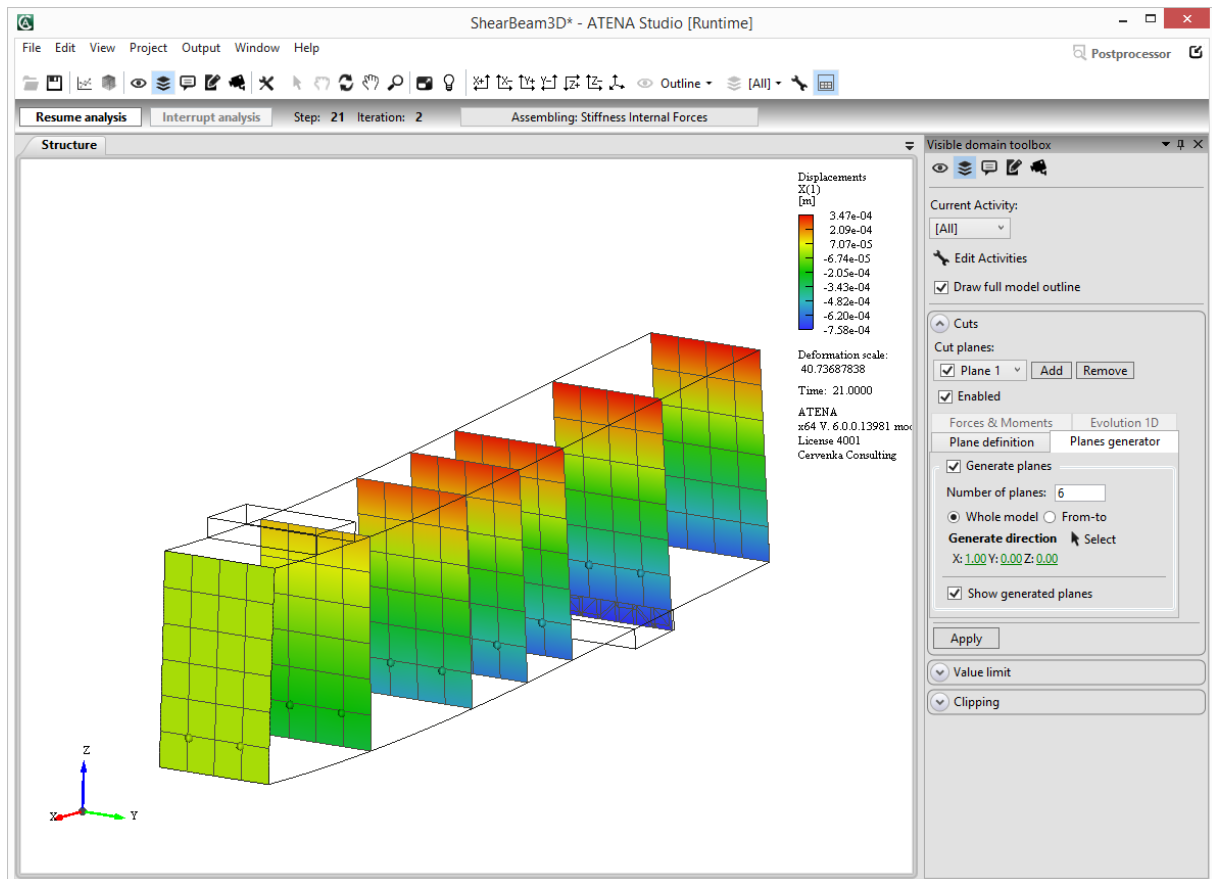 ShearBeam3D* - ATENA Studio [Runtime]
File Edit View Project Output Window Help
Postprocessor
Outline [All]
Resume analysis Interrupt analysis Step: 21 Iteration: 2 Assembling: Stiffness Internal Forces
Structure
Displacements
X(1)
[m]
3.47e-04
2.09e-04
7.07e-05
-6.74e-05
-2.05e-04
-3.43e-04
-4.82e-04
-6.20e-04
-7.58e-04
Deformation scale:
40.73687838
Time: 21.0000
ATENA
x64 V. 6.0.0.13981 moc
License 4001
Cervenka Consulting
Z
X
Y
Visible domain toolbox
Current Activity:
[All]
Edit Activities
Draw full model outline
Cuts
Cut planes:
Plane 1 Add Remove
Enabled
Forces & Moments Evolution 1D
Plane definition Planes generator
Generate planes
Number of planes: 6
Whole model From-to
Generate direction Select
X: 1.00 Y: 0.00 Z: 0.00
Show generated planes
Apply
Value limit
Clipping